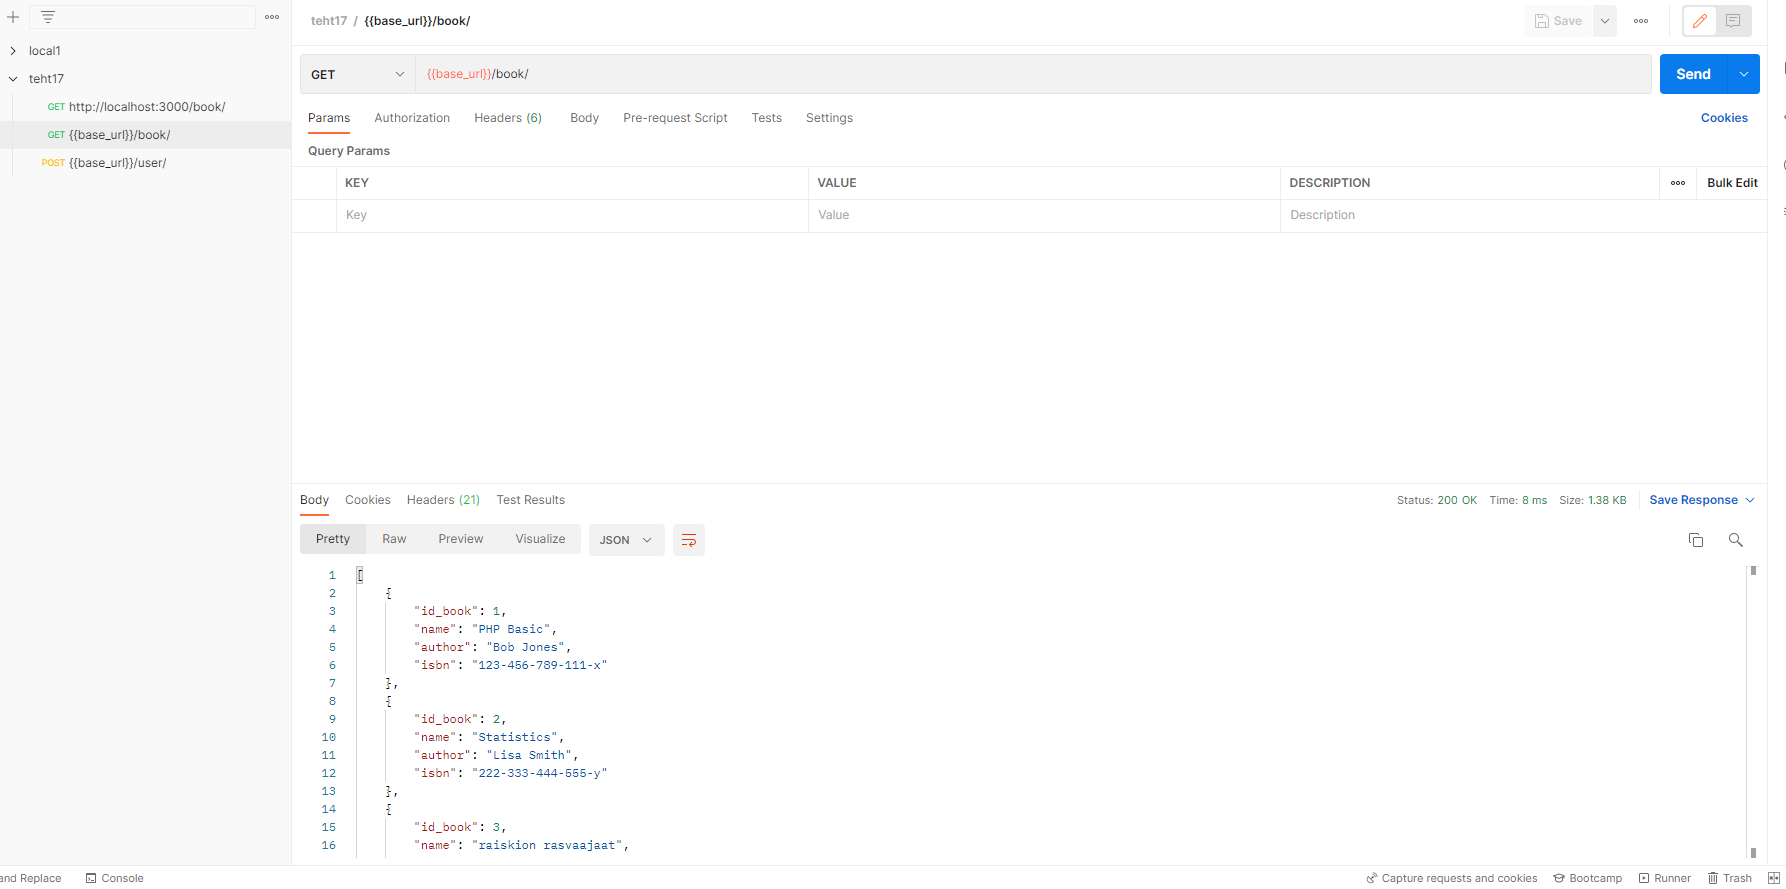 teht17 / {{base_url}}/book/
Save
local1
teht17
GET http://localhost:3000/book/
GET {{base_url}}/book/
POST {{base_url}}/user/
GET {{base_url}}/book/
Send
Params Authorization Headers (6) Body Pre-request Script Tests Settings Cookies
Query Params
KEY VALUE DESCRIPTION Bulk Edit
Key Value Description
Body Cookies Headers (21) Test Results Status: 200 OK Time: 8 ms Size: 1.38 KB Save Response
Pretty Raw Preview Visualize JSON
1 [
2 {
3 "id_book": 1,
4 "name": "PHP Basic",
5 "author": "Bob Jones",
6 "isbn": "123-456-789-111-x"
7 },
8 {
9 "id_book": 2,
10 "name": "Statistics",
11 "author": "Lisa Smith",
12 "isbn": "222-333-444-555-y"
13 },
14 {
15 "id_book": 3,
16 "name": "raiskion rasvaajaat",
and Replace Console Capture requests and cookies Bootcamp Runner Trash